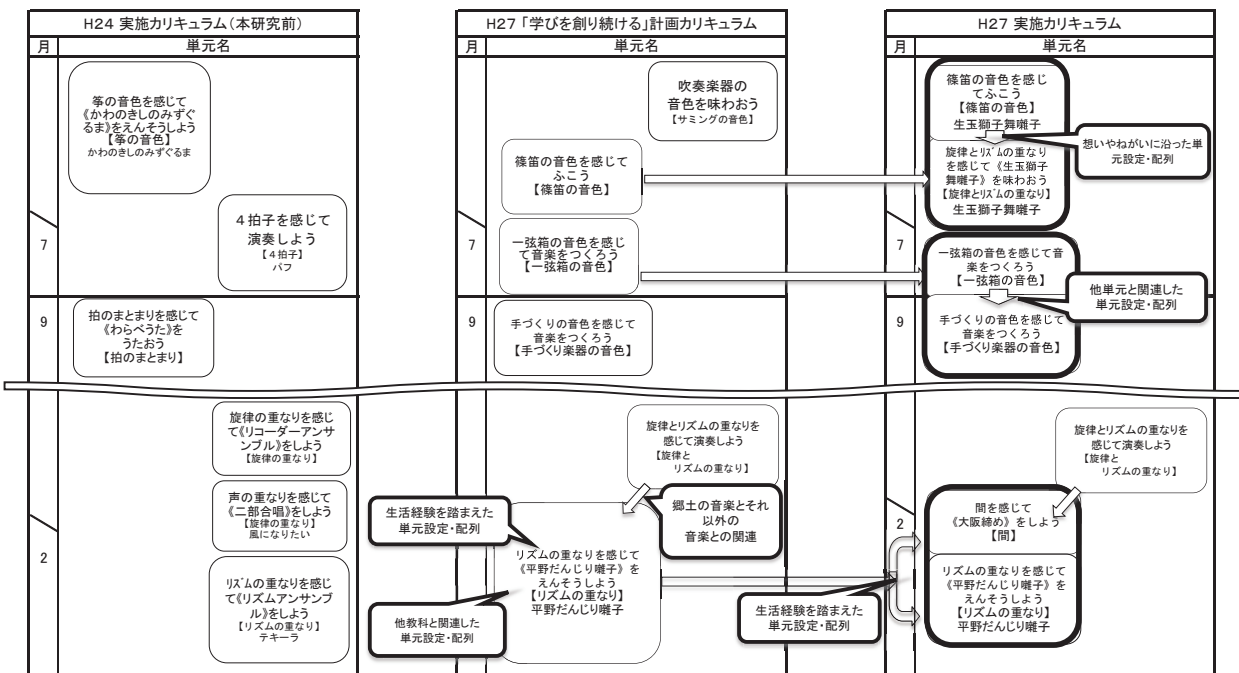 H24 実施カリキュラム（本研究前）
月
単元名
箏の音色を感じて
《かわのきしのみずぐ
るま》をえんそうしよう
【箏の音色】
かわのきしのみずぐるま
４拍子を感じて
演奏しよう
【４拍子】
パフ
7
9
拍のまとまりを感じて
《わらべうた》を
うたおう
【拍のまとまり】
旋律の重なりを感じ
て《リコーダーアンサ
ンブル》をしよう
【旋律の重なり】
声の重なりを感じて
《二部合唱》をしよう
【旋律の重なり】
風になりたい
2
リズムの重なりを感じ
て《リズムアンサンブ
ル》をしよう
【リズムの重なり】
テキーラ
H27 「学びを創り続ける」計画カリキュラム
月
単元名
吹奏楽器の
音色を味わおう
【サミングの音色】
篠笛の音色を感じて
ふこう
【篠笛の音色】
7
一弦箱の音色を感じ
て音楽をつくろう
【一弦箱の音色】
9
手づくりの音色を感じて
音楽をつくろう
【手づくり楽器の音色】
旋律とリズムの重なりを
感じて演奏しよう
【旋律と
リズムの重なり】
生活経験を踏まえた
単元設定・配列
郷土の音楽とそれ
以外の
音楽との関連
リズムの重なりを感じて
《平野だんじり囃子》を
えんそうしよう
【リズムの重なり】
平野だんじり囃子
他教科と関連した
単元設定・配列
H27 実施カリキュラム
月
単元名
篠笛の音色を感じ
てふこう
【篠笛の音色】
生玉獅子舞囃子
想いやねがいに沿った単
元設定・配列
旋律とリズムの重なり
を感じて《生玉獅子
舞囃子》を味わおう
【旋律とリズムの重なり】
生玉獅子舞囃子
7
一弦箱の音色を感じて音
楽をつくろう
【一弦箱の音色】
他単元と関連した
単元設定・配列
9
手づくりの音色を感じて
音楽をつくろう
【手づくり楽器の音色】
旋律とリズムの重なりを
感じて演奏しよう
【旋律と
リズムの重なり】
2
間を感じて
《大阪締め》をしよう
【間】
リズムの重なりを感じて
《平野だんじり囃子》を
えんそうしよう
【リズムの重なり】
平野だんじり囃子
生活経験を踏まえた
単元設定・配列